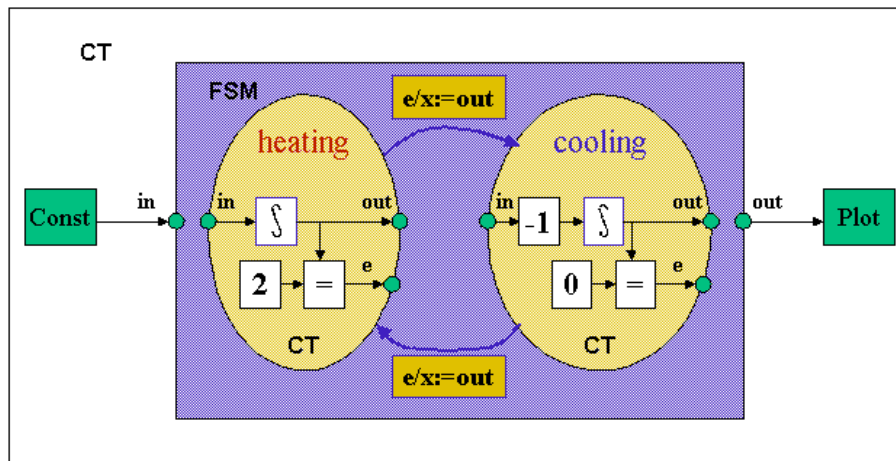 CT
FSM
e/x:=out
heating
cooling
Const
in
in
∫
out
in
-1
∫
out
out
Plot
2
=
e
0
=
e
CT
CT
e/x:=out